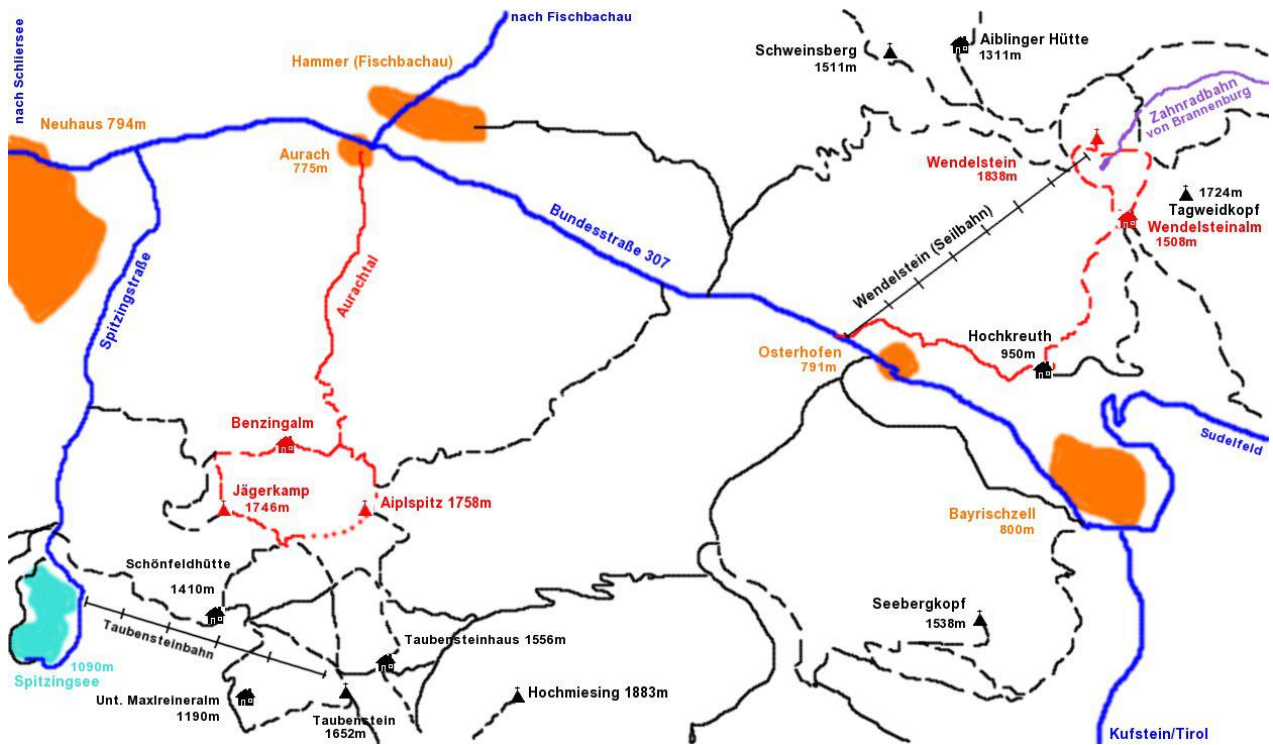 nach Schliersee
nach Fischbachau
Hammer (Fischbachau)
Neuhaus 794m
Aurach
775m
Schweinsberg
1511m
Aiblinger Hütte
1311m
Zahnradbahn
von Brannenburg
Wendelstein
1838m
1724m
Tagweidkopf
Wendelsteinalm
1508m
Bundesstraße 307
Wendelstein (Seilbahn)
Spitzingstraße
Aurachtal
Osterhofen
791m
Hochkreuth
950m
Sudelfeld
Benzingalm
Jägerkamp
1746m
Aiplspitz 1758m
Bayrischzell
800m
Schönfeldhütte
1410m
Taubensteinbahn
Taubensteinhaus 1556m
Seebergkopf
1538m
1090m
Spitzingsee
Unt. Maxlreineralm
1190m
Taubenstein
1652m
Hochmiesing 1883m
Kufstein/Tirol